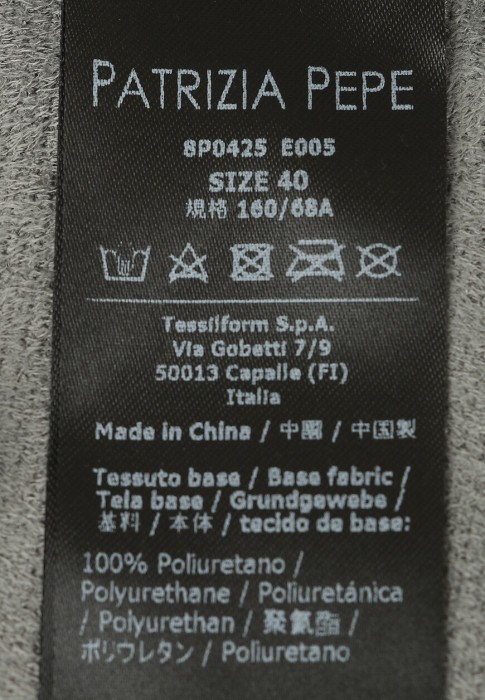 PATRIZIA PEPE
8P0425 E005
SIZE 40
規格 160/68A
Tessilform S.p.A.
Via Gobetti 7/9
50013 Capalle (FI)
Italia
Made in China / 中國 / 中国製
Tessuto base / Base fabric /
Tela base / Grundgewebe /
基料 / 本体 / tecido de base:
100% Poliuretano /
Polyurethane / Poliuretánica
/ Polyurethan / 聚氨酯 /
ポリウレタン / Poliuretano